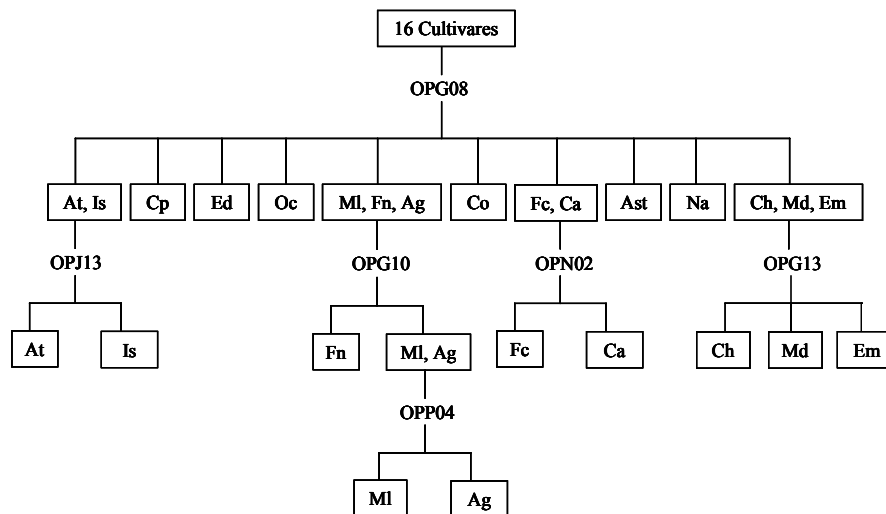 16 Cultivares
OPG08
At, Is
Cp
Ed
Oc
Ml, Fn, Ag
Co
Fc, Ca
Ast
Na
Ch, Md, Em
OPJ13
OPG10
OPN02
OPG13
At
Is
Fn
Ml, Ag
Fc
Ca
Ch
Md
Em
OPP04
Ml
Ag